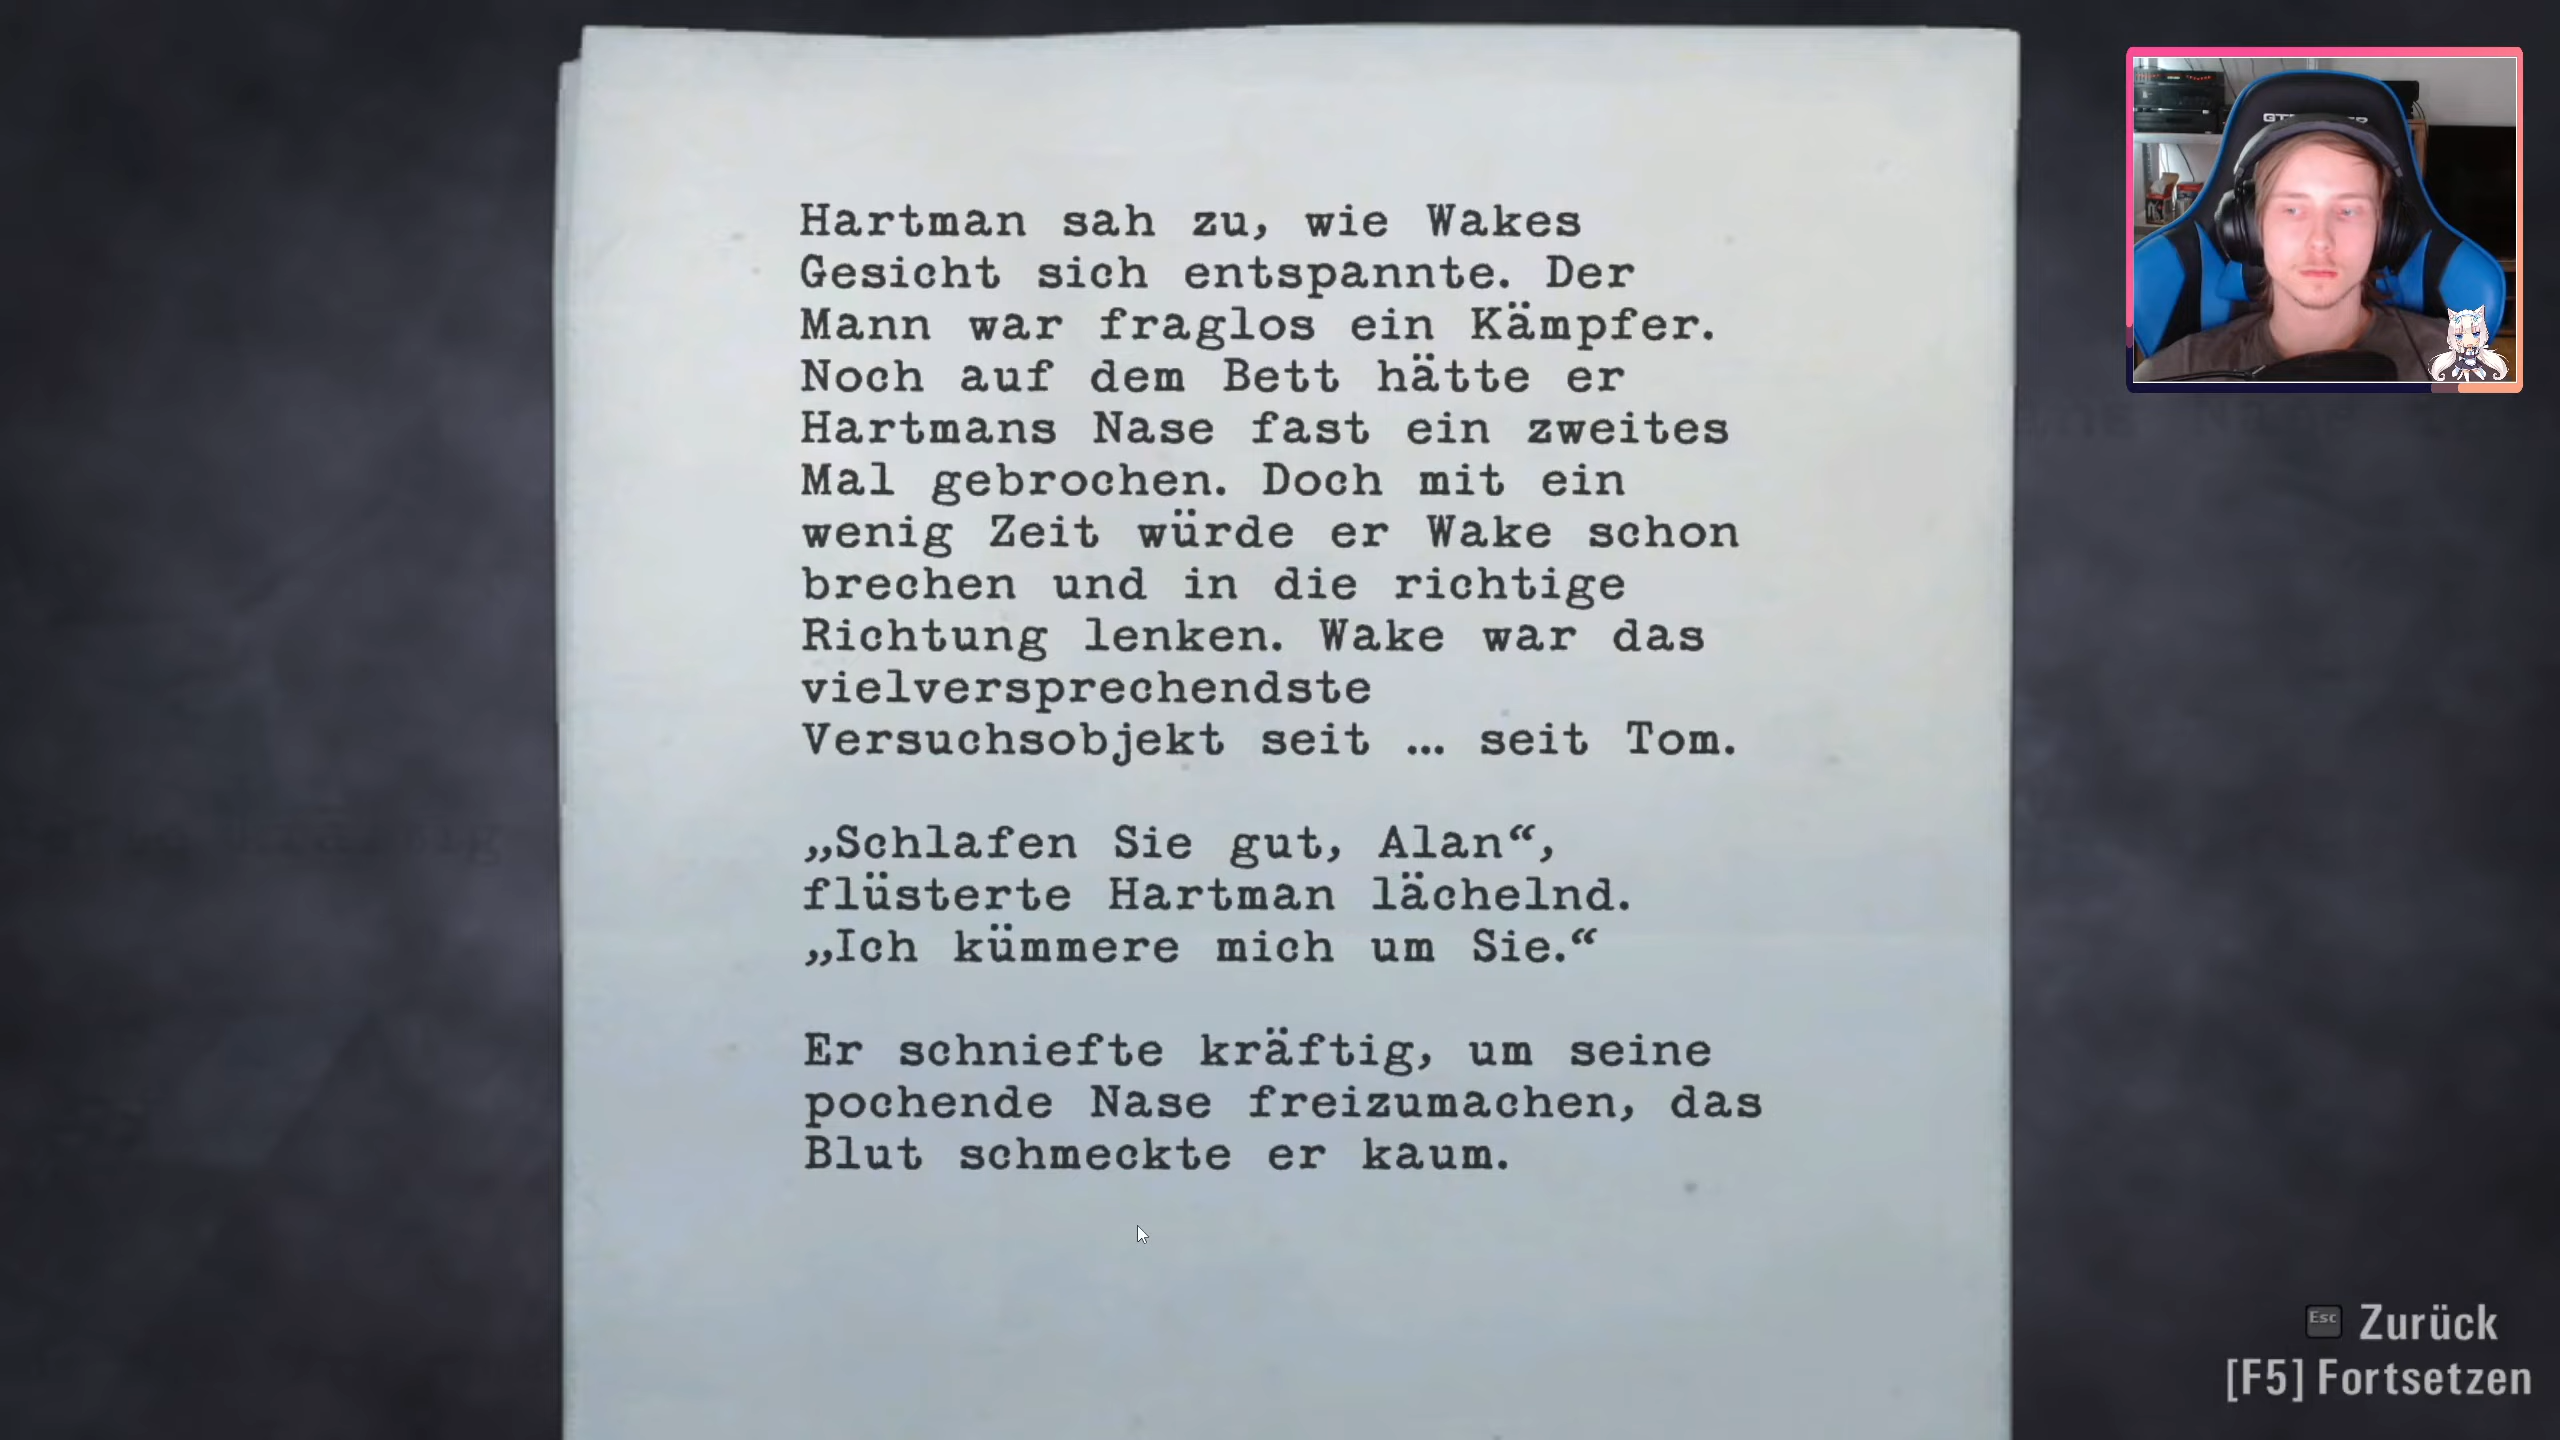 Hartman sah zu, wie Wakes
Gesicht sich entspannte. Der
Mann war fraglos ein Kämpfer.
Noch auf dem Bett hätte er
Hartmans Nase fast ein zweites
Mal gebrochen. Doch mit ein
wenig Zeit würde er Wake schon
brechen und in die richtige
Richtung lenken. Wake war das
vielversprechendste
Versuchsobjekt seit … seit Tom.
„Schlafen Sie gut, Alan“,
flüsterte Hartman lächelnd.
„Ich kümmere mich um Sie.“
Er schniefte kräftig, um seine
pochende Nase freizumachen, das
Blut schmeckte er kaum.
Esc Zurück
[F5] Fortsetzen